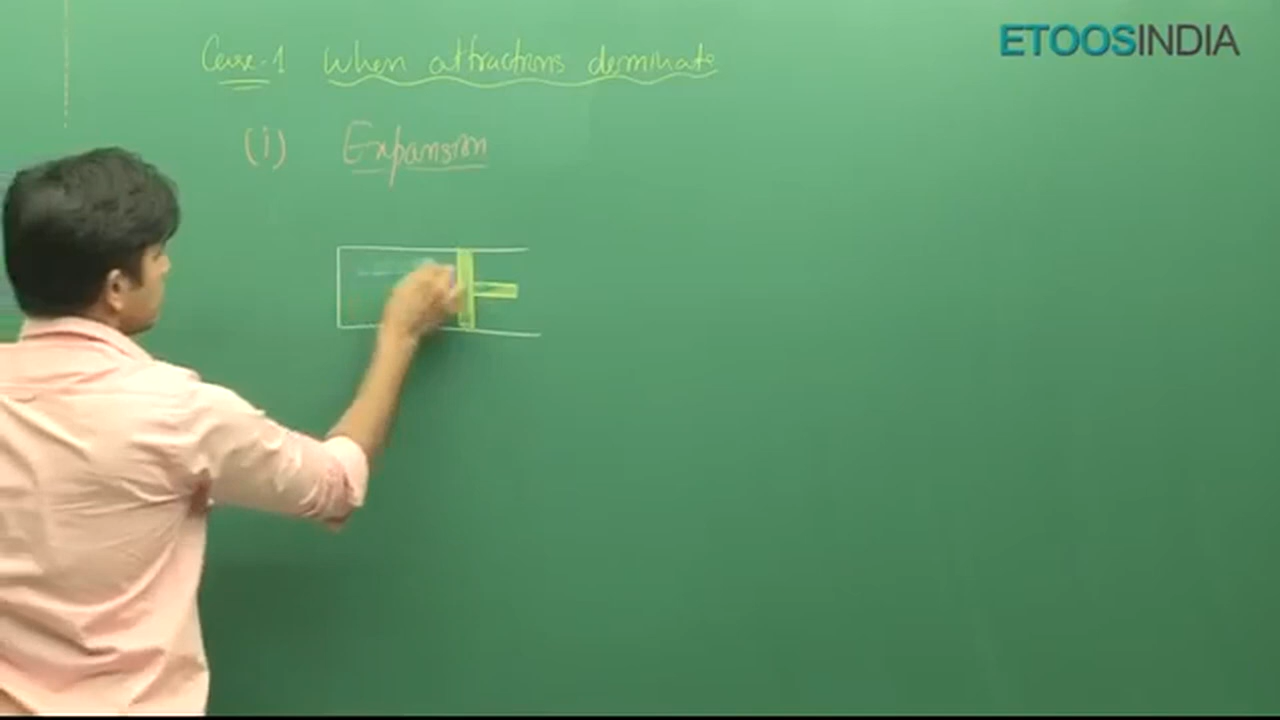 ETOOSINDIA
Case-1 When attractions dominate
(i) Expansion